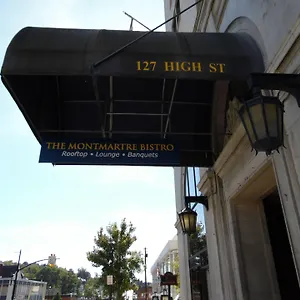 127 HIGH ST
THE MONTMARTRE BISTRO
Rooftop • Lounge • Banquets